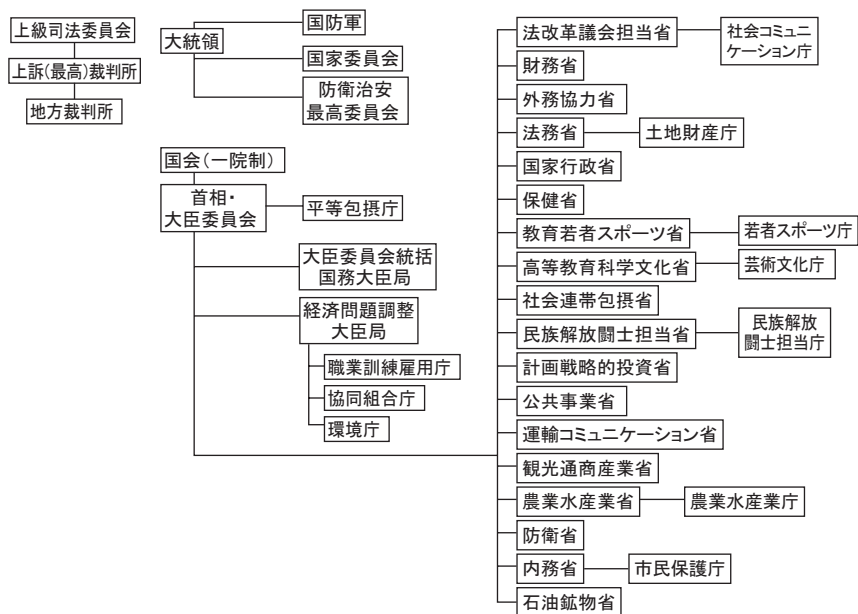 上級司法委員会
上訴(最高)裁判所
地方裁判所
大統領
国防軍
国家委員会
防衛治安
最高委員会
国会(一院制)
首相・
大臣委員会
平等包摂庁
大臣委員会統括
国務大臣局
経済問題調整
大臣局
職業訓練雇用庁
協同組合庁
環境庁
法改革議会担当省
社会コミュニ
ケーション庁
財務省
外務協力省
法務省
土地財産庁
国家行政省
保健省
教育若者スポーツ省
若者スポーツ庁
高等教育科学文化省
芸術文化庁
社会連帯包摂省
民族解放闘士担当省
民族解放
闘士担当庁
計画戦略的投資省
公共事業省
運輸コミュニケーション省
観光通商産業省
農業水産業省
農業水産業庁
防衛省
内務省
市民保護庁
石油鉱物省